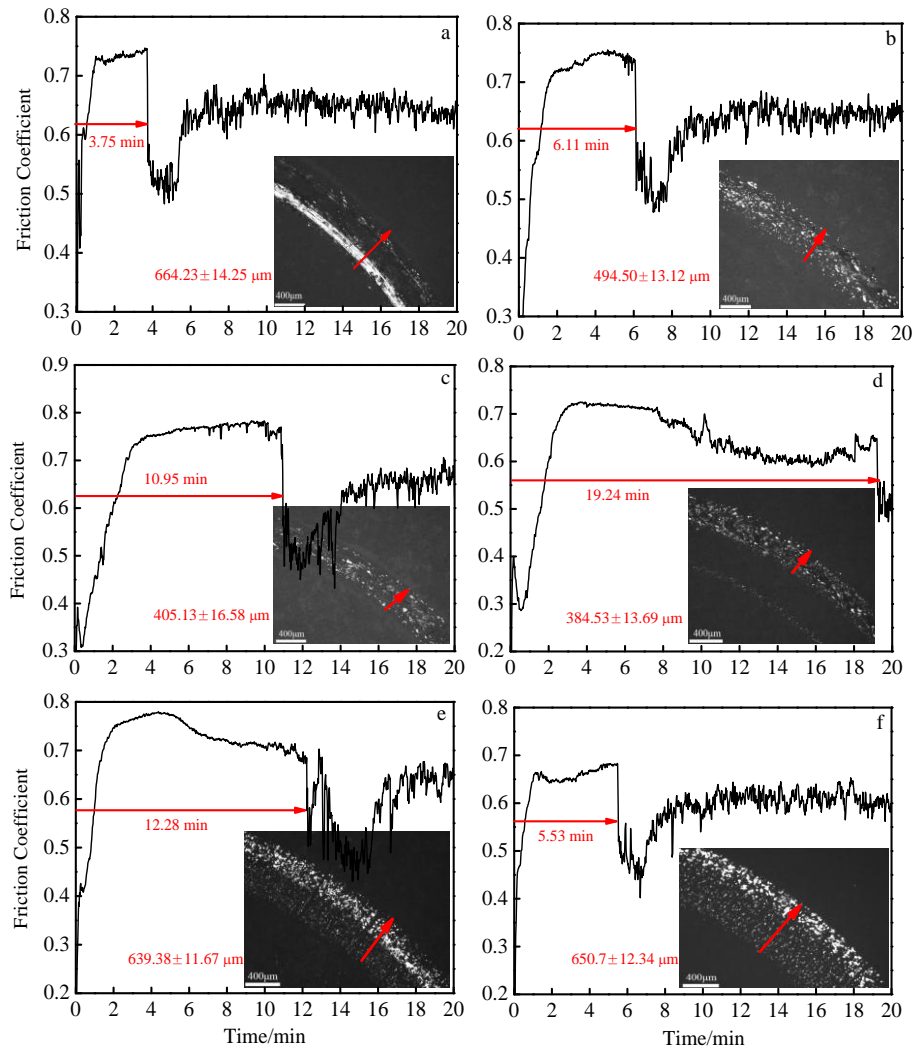 a
0.8
0.7
0.6
0.5
0.4
0.3
Friction Coefficient
3.75 min
664.23±14.25 μm
400μm
0 2 4 6 8 10 12 14 16 18 20
b
0.8
0.7
0.6
0.5
0.4
0.3
6.11 min
494.50±13.12 μm
400μm
0 2 4 6 8 10 12 14 16 18 20
c
0.9
0.8
0.7
0.6
0.5
0.4
0.3
Friction Coefficient
10.95 min
405.13±16.58 μm
400μm
0 2 4 6 8 10 12 14 16 18 20
d
0.8
0.7
0.6
0.5
0.4
0.3
0.2
19.24 min
384.53±13.69 μm
400μm
0 2 4 6 8 10 12 14 16 18 20
e
0.8
0.7
0.6
0.5
0.4
0.3
0.2
Friction Coefficient
12.28 min
639.38±11.67 μm
400μm
0 2 4 6 8 10 12 14 16 18 20
Time/min
f
0.8
0.7
0.6
0.5
0.4
0.3
0.2
5.53 min
650.7±12.34 μm
400μm
0 2 4 6 8 10 12 14 16 18 20
Time/min